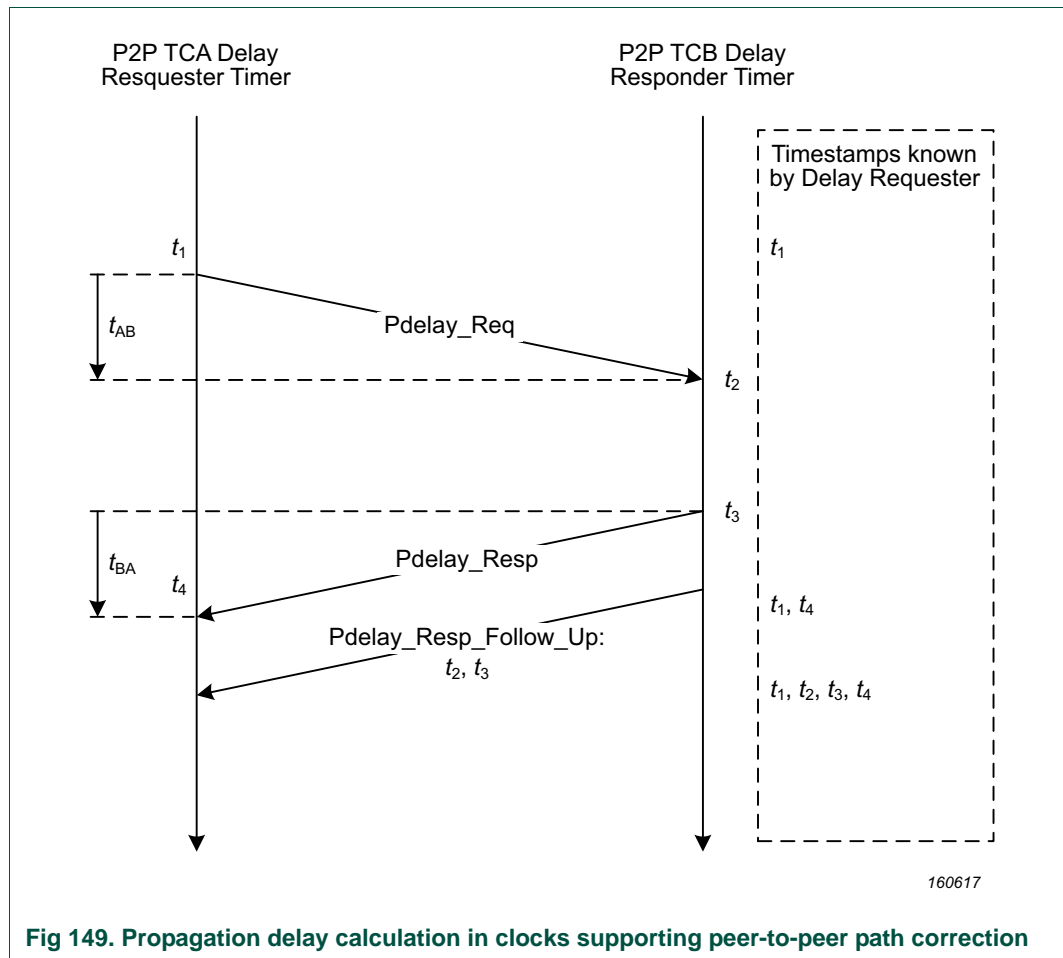 P2P TCA Delay
Resquester Timer
P2P TCB Delay
Responder Timer
Timestamps known
by Delay Requester
t1
t1
tAB
Pdelay_Req
t2
t3
Pdelay_Resp
tBA
t4
t1, t4
Pdelay_Resp_Follow_Up:
t2, t3
t1, t2, t3, t4
160617
Fig 149. Propagation delay calculation in clocks supporting peer-to-peer path correction